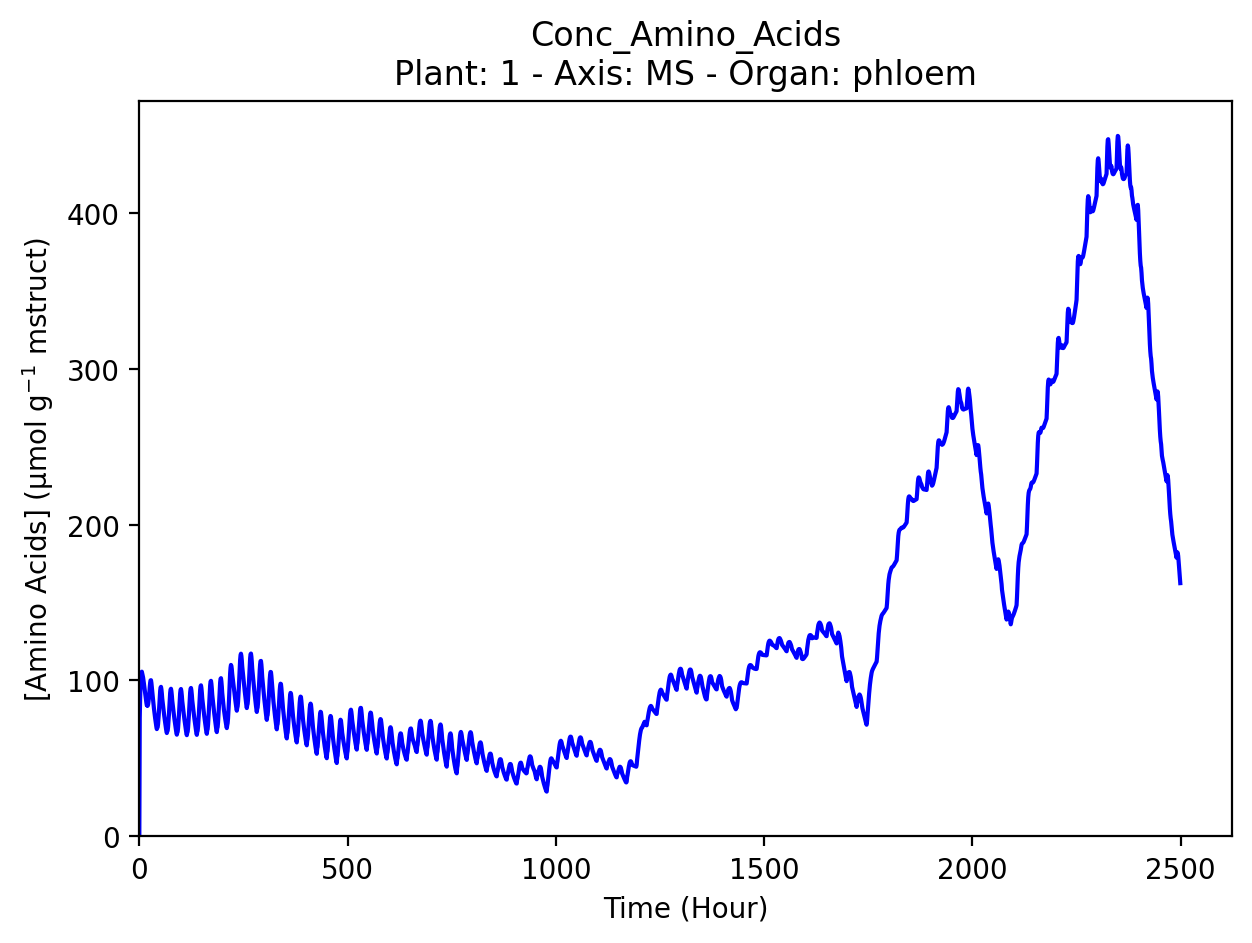 Conc_Amino_Acids
Plant: 1 - Axis: MS - Organ: phloem
[Amino Acids] (µmol g⁻¹ mstruct)
400
300
200
100
0
0 500 1000 1500 2000 2500
Time (Hour)